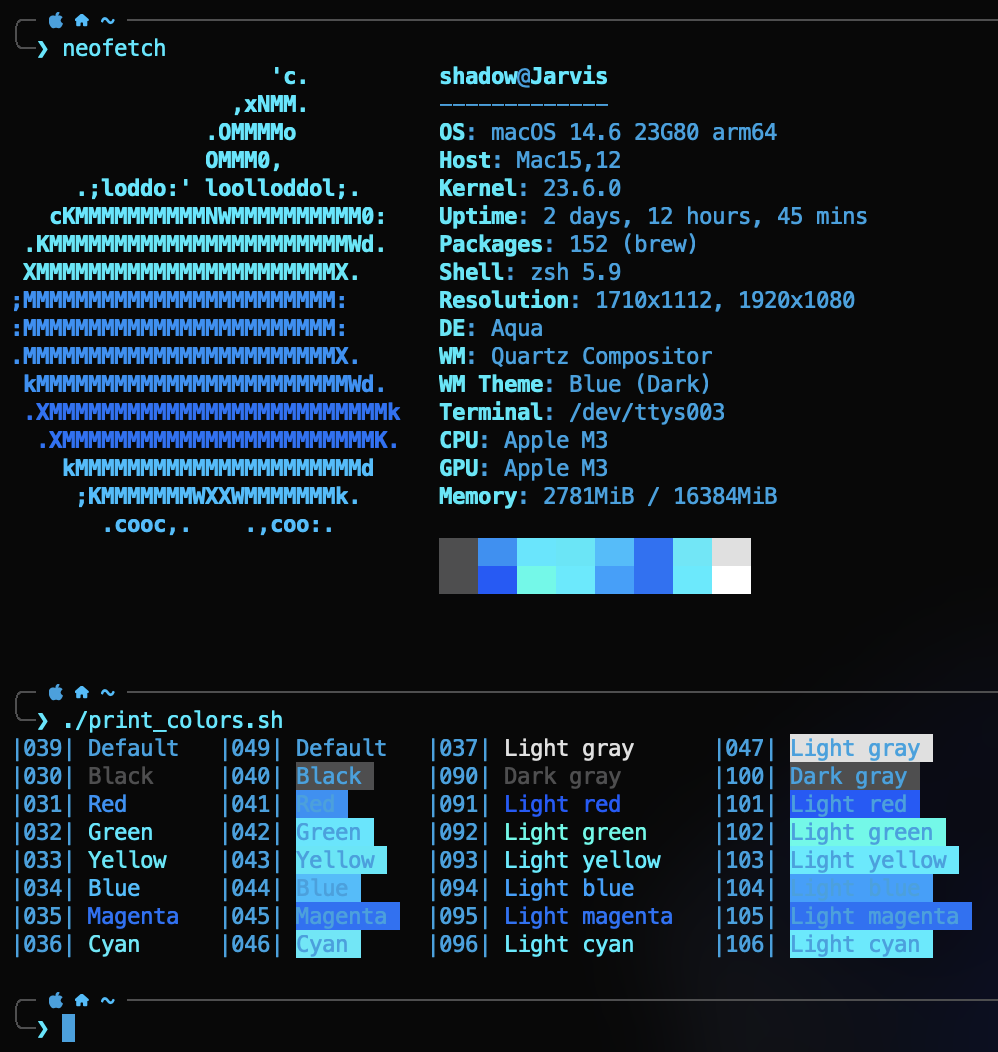 ~
❯ neofetch
'c.
,xNMM.
.OMMMMo
OMMM0,
.;loddo:' loolloddol;.
cKMMMMMMMMMMNWMMMMMMMMMM0:
.KMMMMMMMMMMMMMMMMMMMMMMMWd.
XMMMMMMMMMMMMMMMMMMMMMMMX.
;MMMMMMMMMMMMMMMMMMMMMMMM:
:MMMMMMMMMMMMMMMMMMMMMMMM:
.MMMMMMMMMMMMMMMMMMMMMMMMX.
kMMMMMMMMMMMMMMMMMMMMMMMMWd.
.XMMMMMMMMMMMMMMMMMMMMMMMMMMk
.XMMMMMMMMMMMMMMMMMMMMMMMMK.
kMMMMMMMMMMMMMMMMMMMMMMd
;KMMMMMMMWXXWMMMMMMMk.
.cooc,.    .,coo:.
shadow@Jarvis
-------------
OS: macOS 14.6 23G80 arm64
Host: Mac15,12
Kernel: 23.6.0
Uptime: 2 days, 12 hours, 45 mins
Packages: 152 (brew)
Shell: zsh 5.9
Resolution: 1710x1112, 1920x1080
DE: Aqua
WM: Quartz Compositor
WM Theme: Blue (Dark)
Terminal: /dev/ttys003
CPU: Apple M3
GPU: Apple M3
Memory: 2781MiB / 16384MiB
~
❯ ./print_colors.sh
|039| Default |049| Default |037| Light gray |047| Light gray
|030| Black |040| Black |090| Dark gray |100| Dark gray
|031| Red |041| Red |091| Light red |101| Light red
|032| Green |042| Green |092| Light green |102| Light green
|033| Yellow |043| Yellow |093| Light yellow |103| Light yellow
|034| Blue |044| Blue |094| Light blue |104| Light blue
|035| Magenta |045| Magenta |095| Light magenta |105| Light magenta
|036| Cyan |046| Cyan |096| Light cyan |106| Light cyan
~
❯